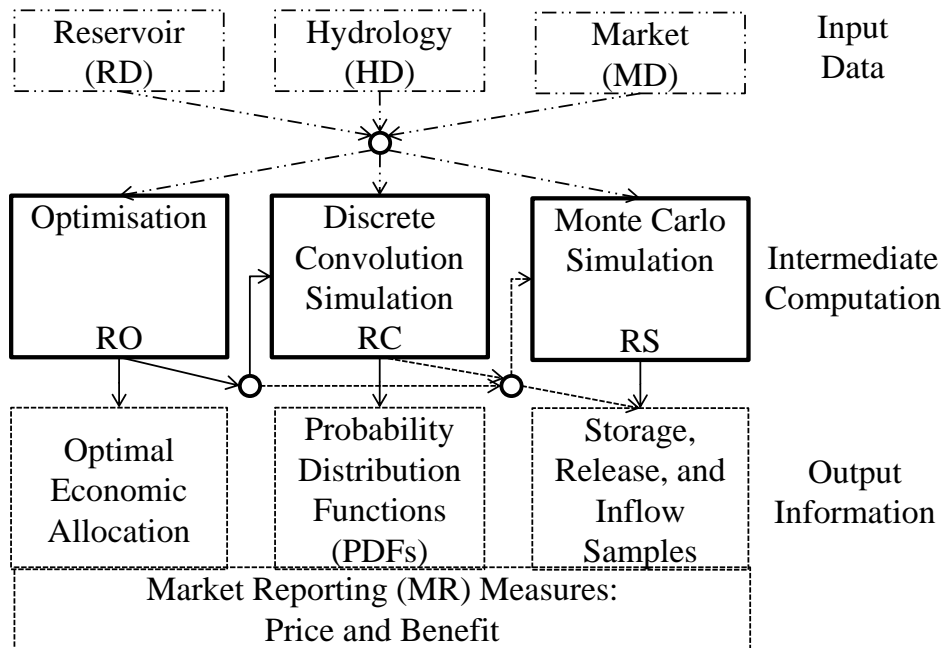 Reservoir
(RD)
Hydrology
(HD)
Market
(MD)
Input
Data
Optimisation
RO
Discrete
Convolution
Simulation
RC
Monte Carlo
Simulation
RS
Intermediate
Computation
Optimal
Economic
Allocation
Probability
Distribution
Functions
(PDFs)
Storage,
Release, and
Inflow
Samples
Output
Information
Market Reporting (MR) Measures:
Price and Benefit